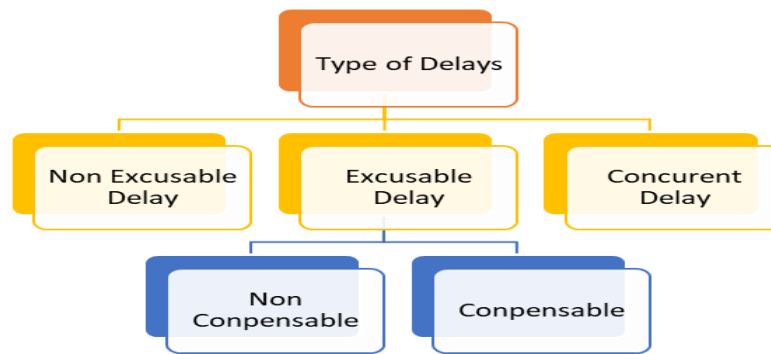 Type of Delays
Non Excusable
Delay
Excusable
Delay
Concurent
Delay
Non
Conpensable
Conpensable